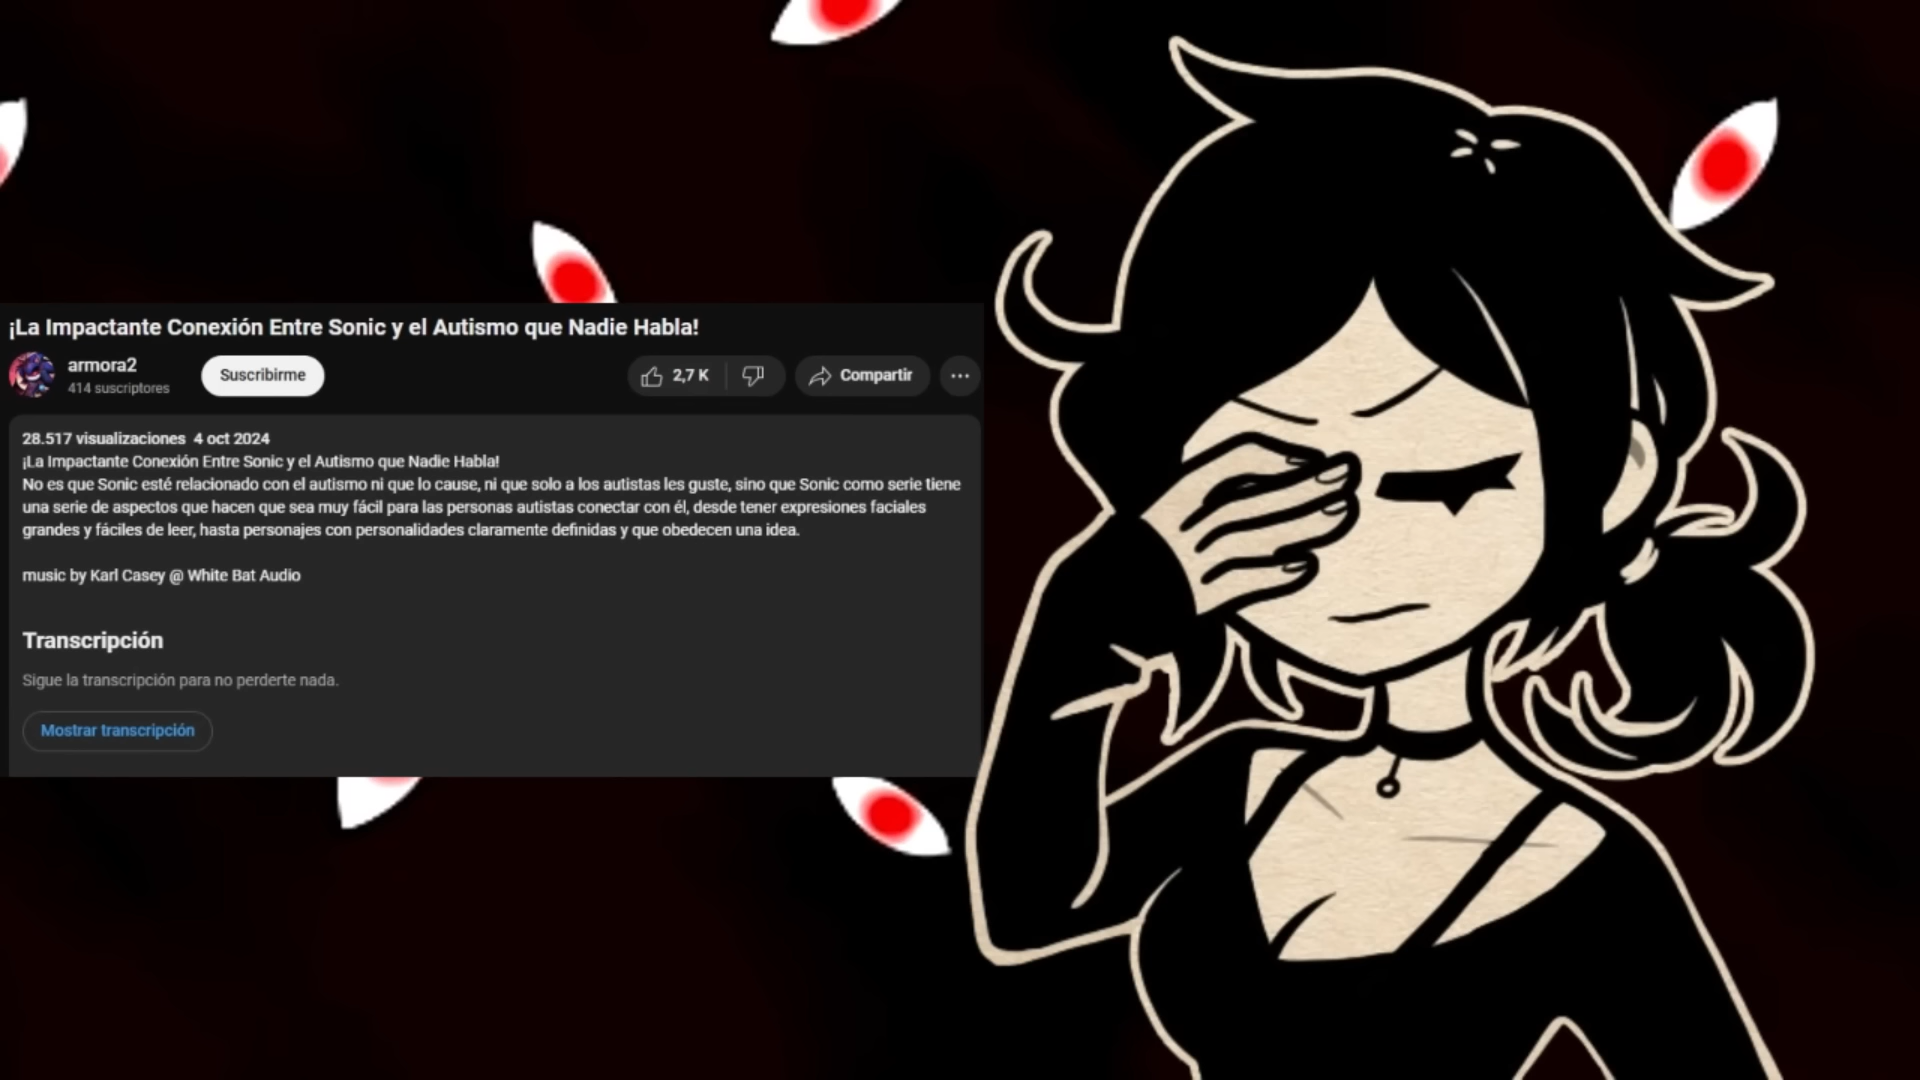 ¡La Impactante Conexión Entre Sonic y el Autismo que Nadie Habla!
armora2
414 suscriptores
Suscribirme
2,7 K
Compartir
28.517 visualizaciones 4 oct 2024
¡La Impactante Conexión Entre Sonic y el Autismo que Nadie Habla!
No es que Sonic esté relacionado con el autismo ni que lo cause, ni que solo a los autistas les guste, sino que Sonic como serie tiene
una serie de aspectos que hacen que sea muy fácil para las personas autistas conectar con él, desde tener expresiones faciales
grandes y fáciles de leer, hasta personajes con personalidades claramente definidas y que obedecen una idea.
music by Karl Casey @ White Bat Audio
Transcripción
Sigue la transcripción para no perderte nada.
Mostrar transcripción